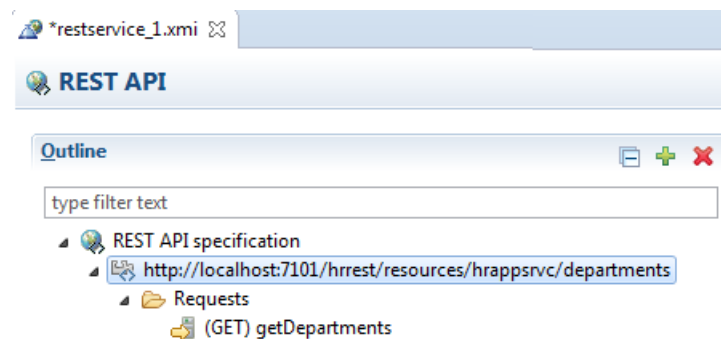 *restservice_1.xmi
REST API
Outline
type filter text
REST API specification
http://localhost:7101/hrrest/resources/hrappsrvc/departments
Requests
(GET) getDepartments